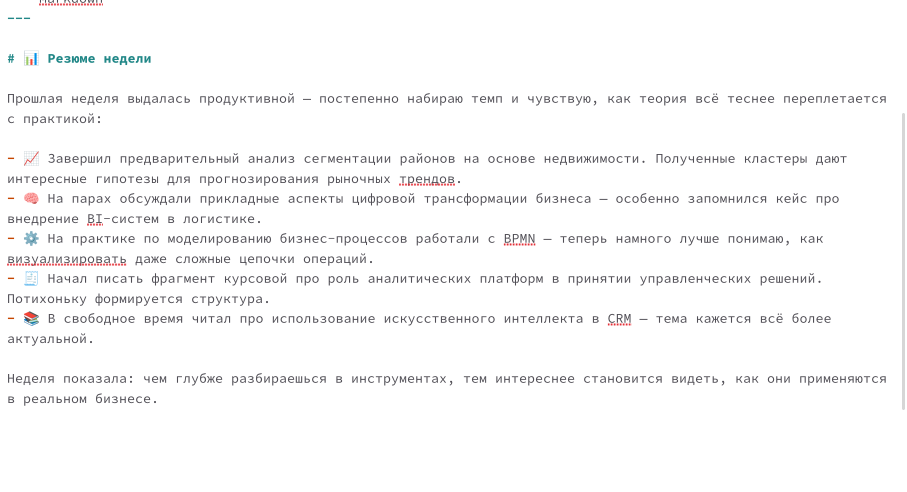 Markdown
---
# 📊 Резюме недели
Прошлая неделя выдалась продуктивной — постепенно набираю темп и чувствую, как теория всё теснее переплетается
с практикой:
- 📈 Завершил предварительный анализ сегментации районов на основе недвижимости. Полученные кластеры дают
интересные гипотезы для прогнозирования рыночных трендов.
- 🧠 На парах обсуждали прикладные аспекты цифровой трансформации бизнеса — особенно запомнился кейс про
внедрение BI-систем в логистике.
- ⚙️ На практике по моделированию бизнес-процессов работали с BPMN — теперь намного лучше понимаю, как
визуализировать даже сложные цепочки операций.
- 🧾 Начал писать фрагмент курсовой про роль аналитических платформ в принятии управленческих решений.
Потихоньку формируется структура.
- 📚 В свободное время читал про использование искусственного интеллекта в CRM — тема кажется всё более
актуальной.
Неделя показала: чем глубже разбираешься в инструментах, тем интереснее становится видеть, как они применяются
в реальном бизнесе.